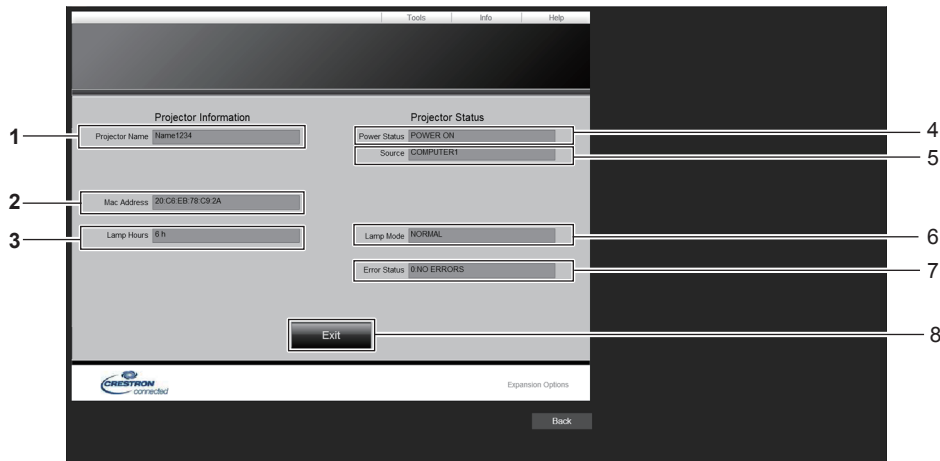 Tools Info Help
Projector Information Projector Status
1 Projector Name Name1234 Power Status POWER ON 4
Source COMPUTER1 5
2 Mac Address 20:C6:EB:78:C9:2A
3 Lamp Hours 6 h Lamp Mode NORMAL 6
Error Status 0:NO ERRORS 7
Exit 8
CRESTRON connected Expansion Options
Back